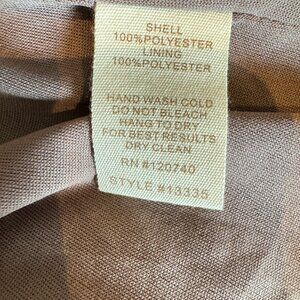 SHELL
100%POLYESTER
LINING
100%POLYESTER
HAND WASH COLD
DO NOT BLEACH
HANG TO DRY
FOR BEST RESULTS
DRY CLEAN
RN #120740
STYLE #13335